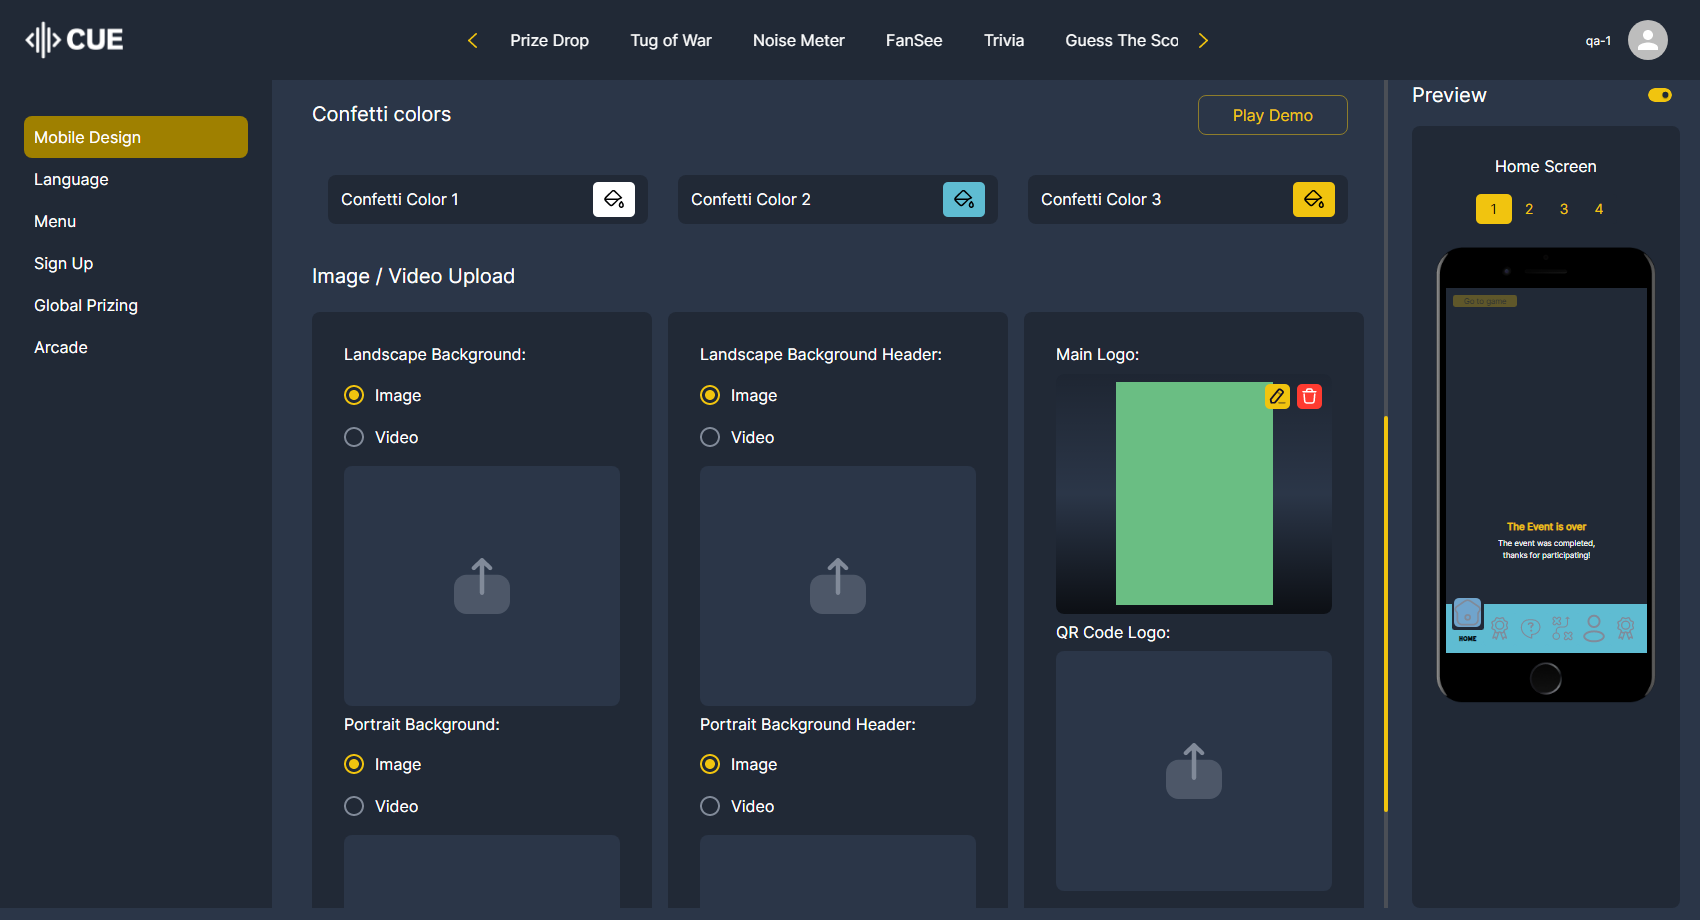 CUE
Prize Drop
Tug of War
Noise Meter
FanSee
Trivia
Guess The Sco
qa-1
Mobile Design
Language
Menu
Sign Up
Global Prizing
Arcade
Confetti colors
Play Demo
Confetti Color 1
Confetti Color 2
Confetti Color 3
Image / Video Upload
Landscape Background:
Image
Video
Portrait Background:
Image
Video
Landscape Background Header:
Image
Video
Portrait Background Header:
Image
Video
Main Logo:
QR Code Logo:
Preview
Home Screen
1 2 3 4
Go to game
The Event is over
The event was completed,
thanks for participating!
HOME